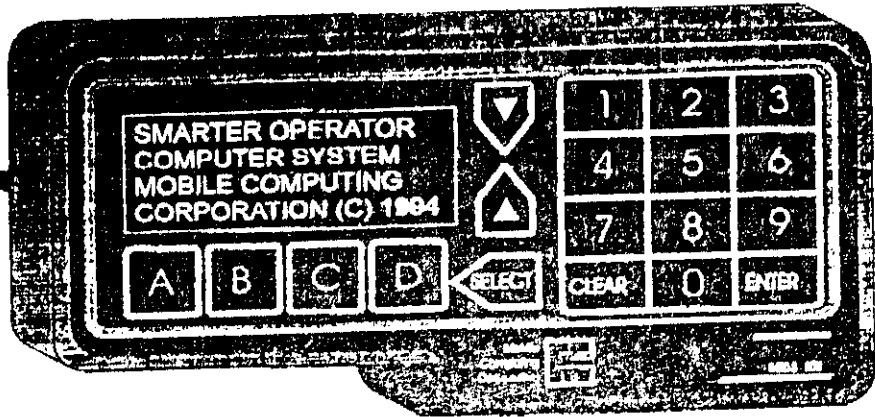 SMARTER OPERATOR
COMPUTER SYSTEM
MOBILE COMPUTING
CORPORATION (C) 1994
A B C D SELECT
1 2 3
4 5 6
7 8 9
CLEAR 0 ENTER